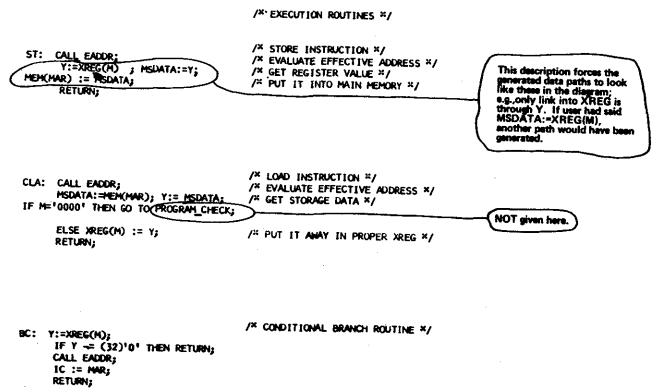 /* EXECUTION ROUTINES */
ST: CALL EADDR; /* STORE INSTRUCTION */
/* EVALUATE EFFECTIVE ADDRESS */
Y:=XREG(M) ; MSDATA:=Y; /* GET REGISTER VALUE */
MEM(MAR) := MSDATA; /* PUT IT INTO MAIN MEMORY */
RETURN;
This description forces the
generated data paths to look
like these in the diagram;
e.g.,only link into XREG is
through Y. If user had said
MSDATA:=XREG(M),
another path would have been
generated.
CLA: CALL EADDR; /* LOAD INSTRUCTION */
/* EVALUATE EFFECTIVE ADDRESS */
MSDATA:=MEM(MAR); Y:= MSDATA; /* GET STORAGE DATA */
IF M='0000' THEN GO TO PROGRAM_CHECK;
NOT given here.
ELSE XREG(M) := Y; /* PUT IT AWAY IN PROPER XREG */
RETURN;
BC: Y:=XREG(M); /* CONDITIONAL BRANCH ROUTINE */
IF Y ¬= (32)'0' THEN RETURN;
CALL EADDR;
IC := MAR;
RETURN;